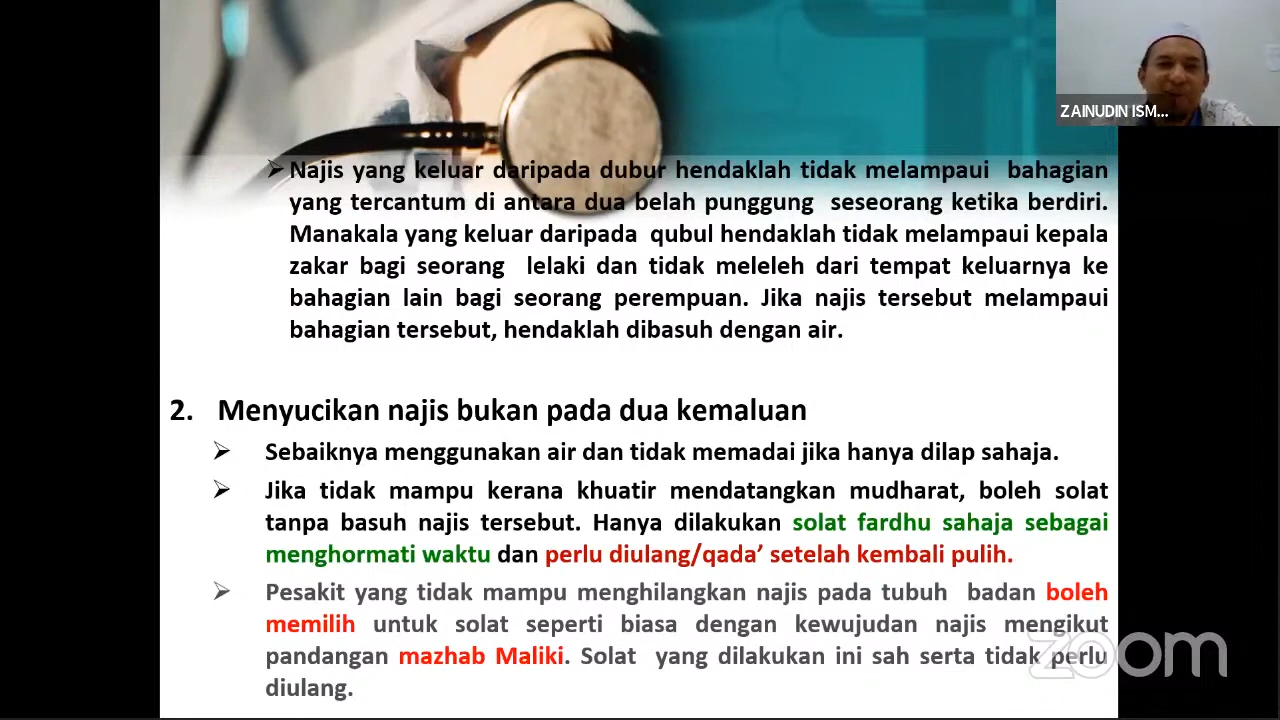 ZAINUDIN ISM...
➢ Najis yang keluar daripada dubur hendaklah tidak melampaui bahagian
yang tercantum di antara dua belah punggung seseorang ketika berdiri.
Manakala yang keluar daripada qubul hendaklah tidak melampaui kepala
zakar bagi seorang lelaki dan tidak meleleh dari tempat keluarnya ke
bahagian lain bagi seorang perempuan. Jika najis tersebut melampaui
bahagian tersebut, hendaklah dibasuh dengan air.
2. Menyucikan najis bukan pada dua kemaluan
➢ Sebaiknya menggunakan air dan tidak memadai jika hanya dilap sahaja.
➢ Jika tidak mampu kerana khuatir mendatangkan mudharat, boleh solat
tanpa basuh najis tersebut. Hanya dilakukan solat fardhu sahaja sebagai
menghormati waktu dan perlu diulang/qada’ setelah kembali pulih.
➢ Pesakit yang tidak mampu menghilangkan najis pada tubuh badan boleh
memilih untuk solat seperti biasa dengan kewujudan najis mengikut
pandangan mazhab Maliki. Solat yang dilakukan ini sah serta tidak perlu
diulang.
zoom